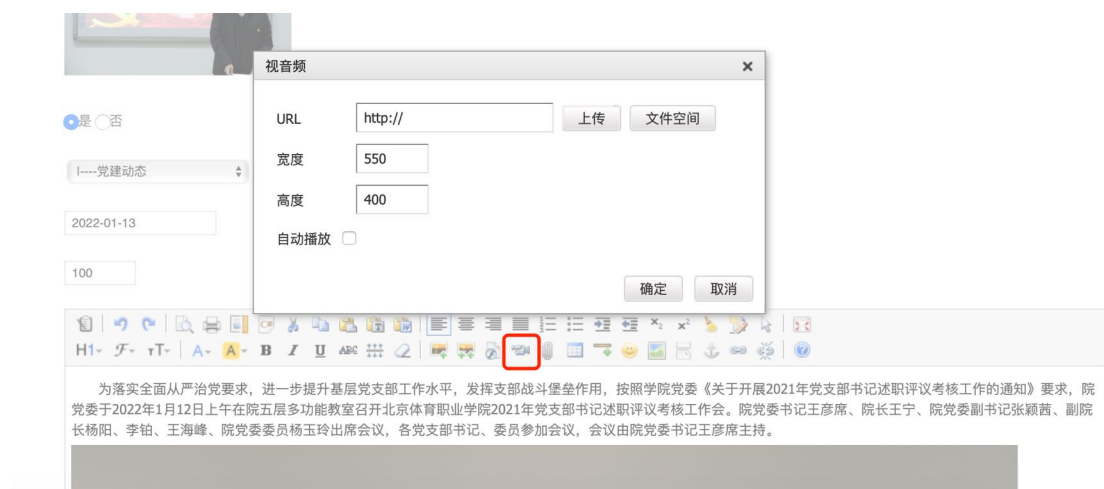 视音频
URL http:// 上传 文件空间
是 否
宽度 550
|----党建动态
高度 400
2022-01-13
自动播放
100
确定 取消
H1 F тT A A B I U ABC
为落实全面从严治党要求，进一步提升基层党支部工作水平，发挥支部战斗堡垒作用，按照学院党委《关于开展2021年党支部书记述职评议考核工作的通知》要求，院
党委于2022年1月12日上午在院五层多功能教室召开北京体育职业学院2021年党支部书记述职评议考核工作会。院党委书记王彦席、院长王宁、院党委副书记张颖茜、副院
长杨阳、李铂、王海峰、院党委委员杨玉玲出席会议，各党支部书记、委员参加会议，会议由院党委书记王彦席主持。